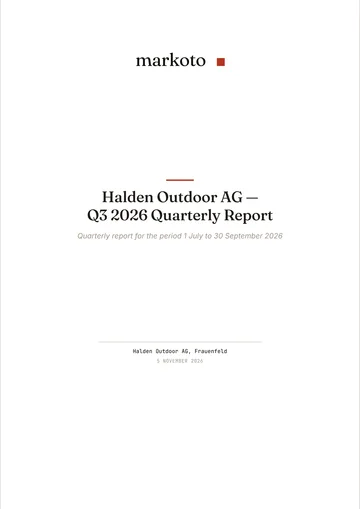 markoto
Halden Outdoor AG —
Q3 2026 Quarterly Report
Quarterly report for the period 1 July to 30 September 2026
Halden Outdoor AG, Frauenfeld
5 NOVEMBER 2026